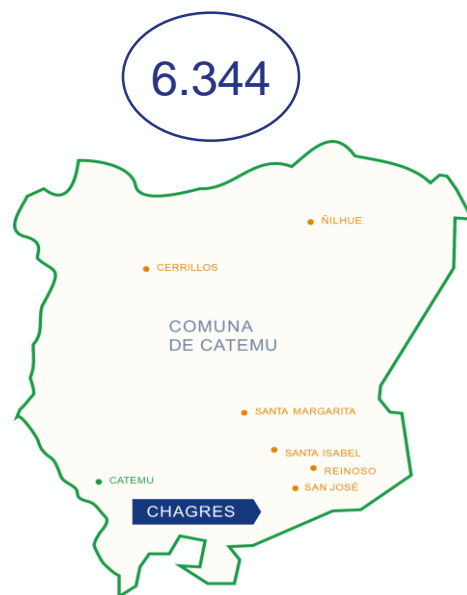 6.344
ÑILHUE
CERRILLOS
COMUNA
DE CATEMU
SANTA MARGARITA
SANTA ISABEL
REINOSO
CATEMU
SAN JOSÉ
CHAGRES